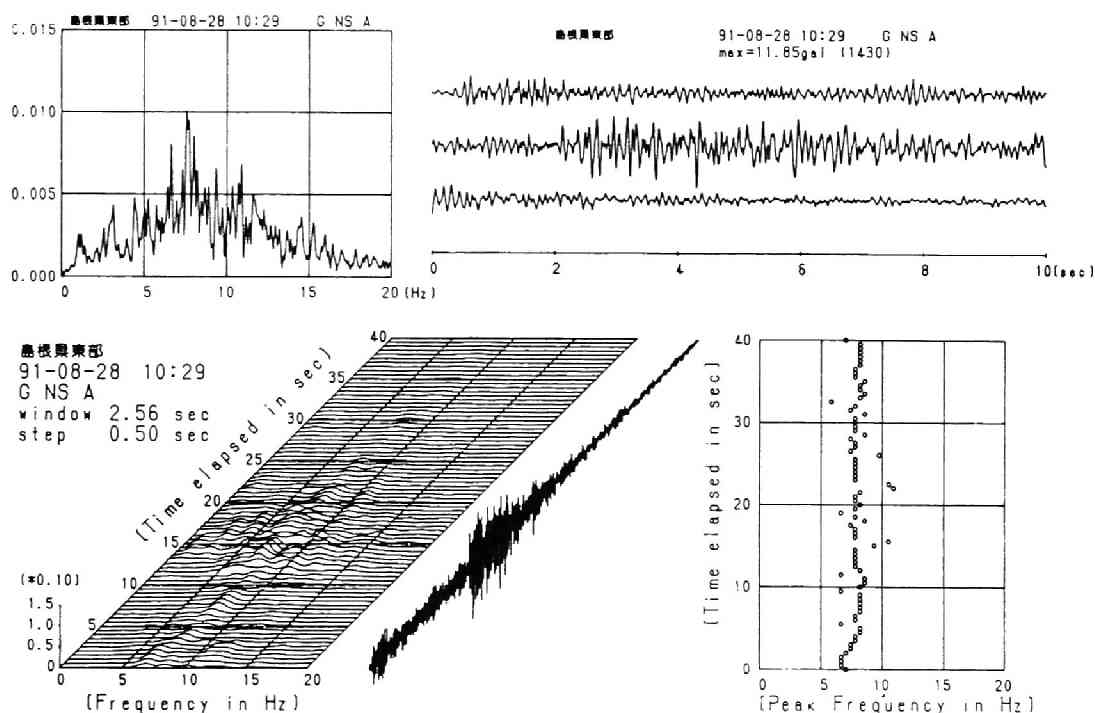 島根県東部 91-08-28 10:29 G NS A
0.015
0.010
0.005
0.000
0 5 10 15 20 (Hz)
島根県東部 91-08-28 10:29 G NS A
max=11.85gal (1430)
0 2 4 6 8 10(sec)
島根県東部
91-08-28 10:29
G NS A
window 2.56 sec
step 0.50 sec
(Time elapsed in sec)
40
35
30
25
20
15
10
5
(*0.10)
1.5
1.0
0.5
0
0 5 10 15 20
(Frequency in Hz)
(Time elapsed in sec)
40
30
20
10
0
0 5 10 15 20
(Peak Frequency in Hz)